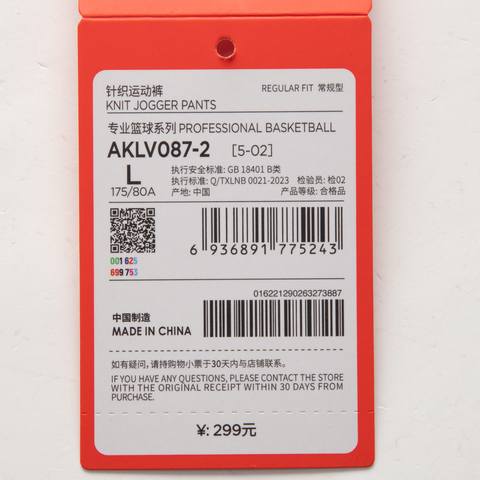 针织运动裤 REGULAR FIT 常规型
KNIT JOGGER PANTS
专业篮球系列 PROFESSIONAL BASKETBALL
AKLV087-2 [5-02]
L
175/80A
执行安全标准: GB 18401 B类
执行标准: Q/TXLNB 0021-2023 检验员: 检02
产地: 中国 产品等级: 合格品
001 625
699 753
6 936891 775243
016221290263273887
中国制造
MADE IN CHINA
如有疑问,请持购物小票于30天内与店铺联系。
IF YOU HAVE ANY QUESTIONS, PLEASE CONTACT THE STORE
WITH THE ORIGINAL RECEIPT WITHIN 30 DAYS FROM
PURCHASE.
¥: 299元